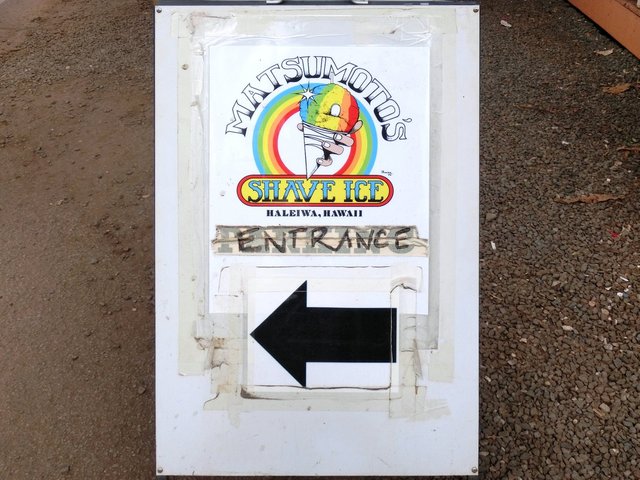 MATSUMOTO'S
SHAVE ICE
HALEIWA, HAWAII
ENTRANCE